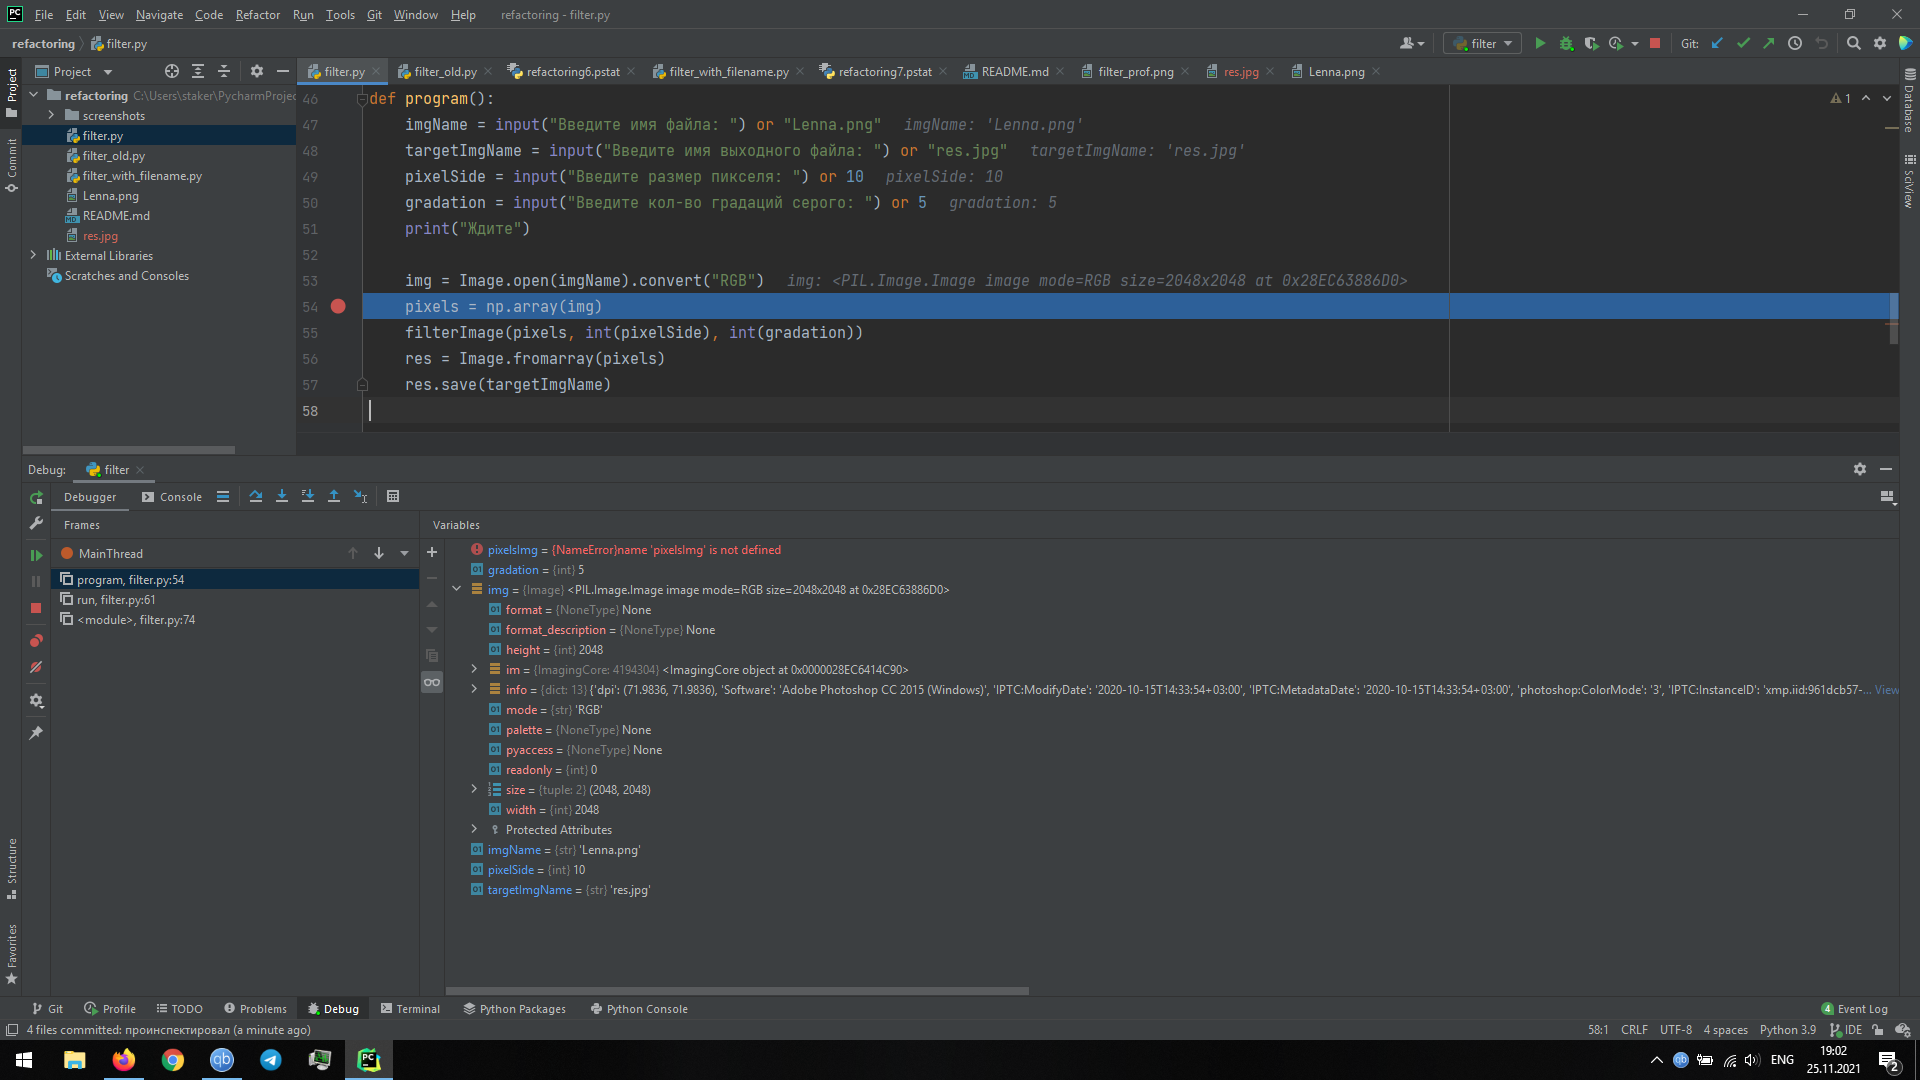 PC File Edit View Navigate Code Refactor Run Tools Git Window Help refactoring - filter.py
refactoring filter.py
filter Git:
Project
filter.py filter_old.py refactoring6.pstat filter_with_filename.py refactoring7.pstat README.md filter_prof.png res.jpg Lenna.png
refactoring C:\Users\staker\PycharmProjec
screenshots
filter.py
filter_old.py
filter_with_filename.py
Lenna.png
README.md
res.jpg
External Libraries
Scratches and Consoles
Project
Commit
Structure
Favorites
46 def program():
47 imgName = input("Введите имя файла: ") or "Lenna.png" imgName: 'Lenna.png'
48 targetImgName = input("Введите имя выходного файла: ") or "res.jpg" targetImgName: 'res.jpg'
49 pixelSide = input("Введите размер пикселя: ") or 10 pixelSide: 10
50 gradation = input("Введите кол-во градаций серого: ") or 5 gradation: 5
51 print("Ждите")
52
53 img = Image.open(imgName).convert("RGB") img: <PIL.Image.Image image mode=RGB size=2048x2048 at 0x28EC63886D0>
54 pixels = np.array(img)
55 filterImage(pixels, int(pixelSide), int(gradation))
56 res = Image.fromarray(pixels)
57 res.save(targetImgName)
58
1
Database
SciView
Debug: filter
Debugger Console
Frames
MainThread
program, filter.py:54
run, filter.py:61
<module>, filter.py:74
Variables
pixelsImg = {NameError}name 'pixelsImg' is not defined
gradation = {int} 5
img = {Image} <PIL.Image.Image image mode=RGB size=2048x2048 at 0x28EC63886D0>
format = {NoneType} None
format_description = {NoneType} None
height = {int} 2048
im = {ImagingCore: 4194304} <ImagingCore object at 0x0000028EC6414C90>
info = {dict: 13} {'dpi': (71.9836, 71.9836), 'Software': 'Adobe Photoshop CC 2015 (Windows)', 'IPTC:ModifyDate': '2020-10-15T14:33:54+03:00', 'IPTC:MetadataDate': '2020-10-15T14:33:54+03:00', 'photoshop:ColorMode': '3', 'IPTC:InstanceID': 'xmp.iid:961dcb57-... View
mode = {str} 'RGB'
palette = {NoneType} None
pyaccess = {NoneType} None
readonly = {int} 0
size = {tuple: 2} (2048, 2048)
width = {int} 2048
Protected Attributes
imgName = {str} 'Lenna.png'
pixelSide = {int} 10
targetImgName = {str} 'res.jpg'
Git Profile TODO Problems Debug Terminal Python Packages Python Console 4 Event Log
4 files committed: проинспектировал (a minute ago) 58:1 CRLF UTF-8 4 spaces Python 3.9 IDE
ENG 19:02
25.11.2021
2